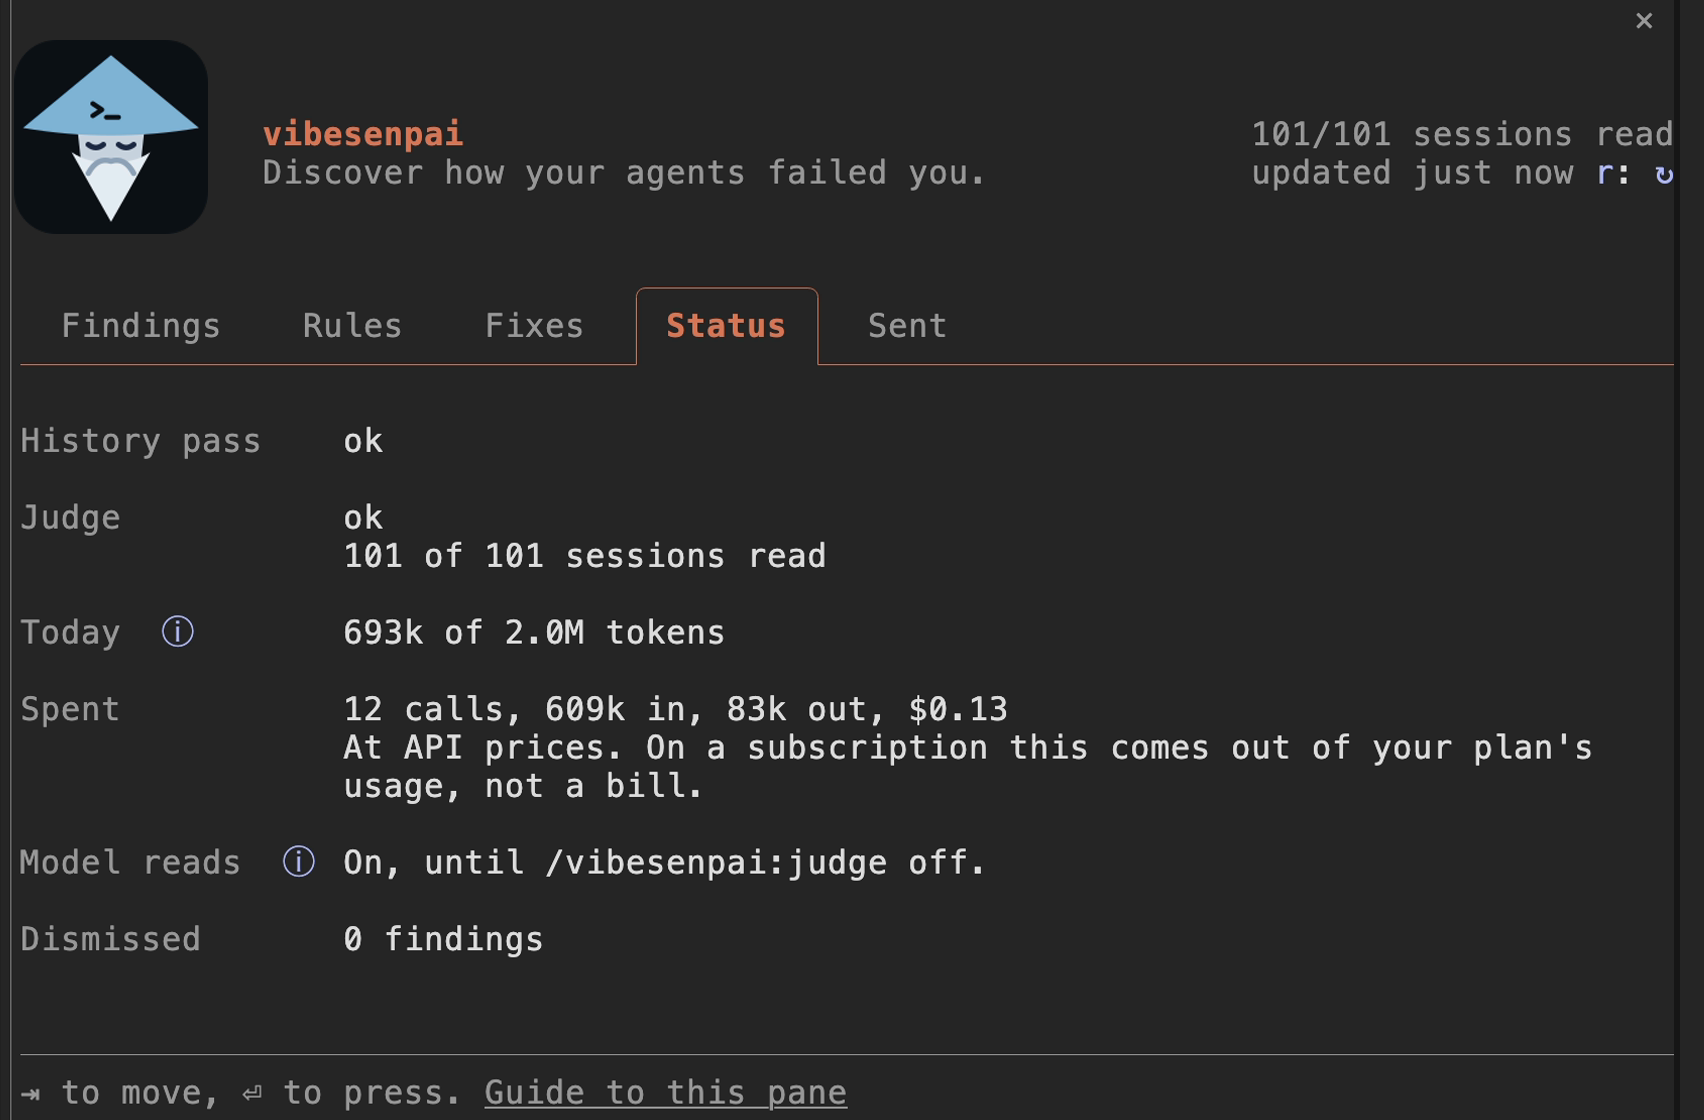 ×
>_
vibesenpai
101/101 sessions read
Discover how your agents failed you.
updated just now r: ↻
Findings Rules Fixes Status Sent
History pass ok
Judge ok
101 of 101 sessions read
Today ⓘ 693k of 2.0M tokens
Spent 12 calls, 609k in, 83k out, $0.13
At API prices. On a subscription this comes out of your plan's
usage, not a bill.
Model reads ⓘ On, until /vibesenpai:judge off.
Dismissed 0 findings
⇥ to move, ⏎ to press. Guide to this pane